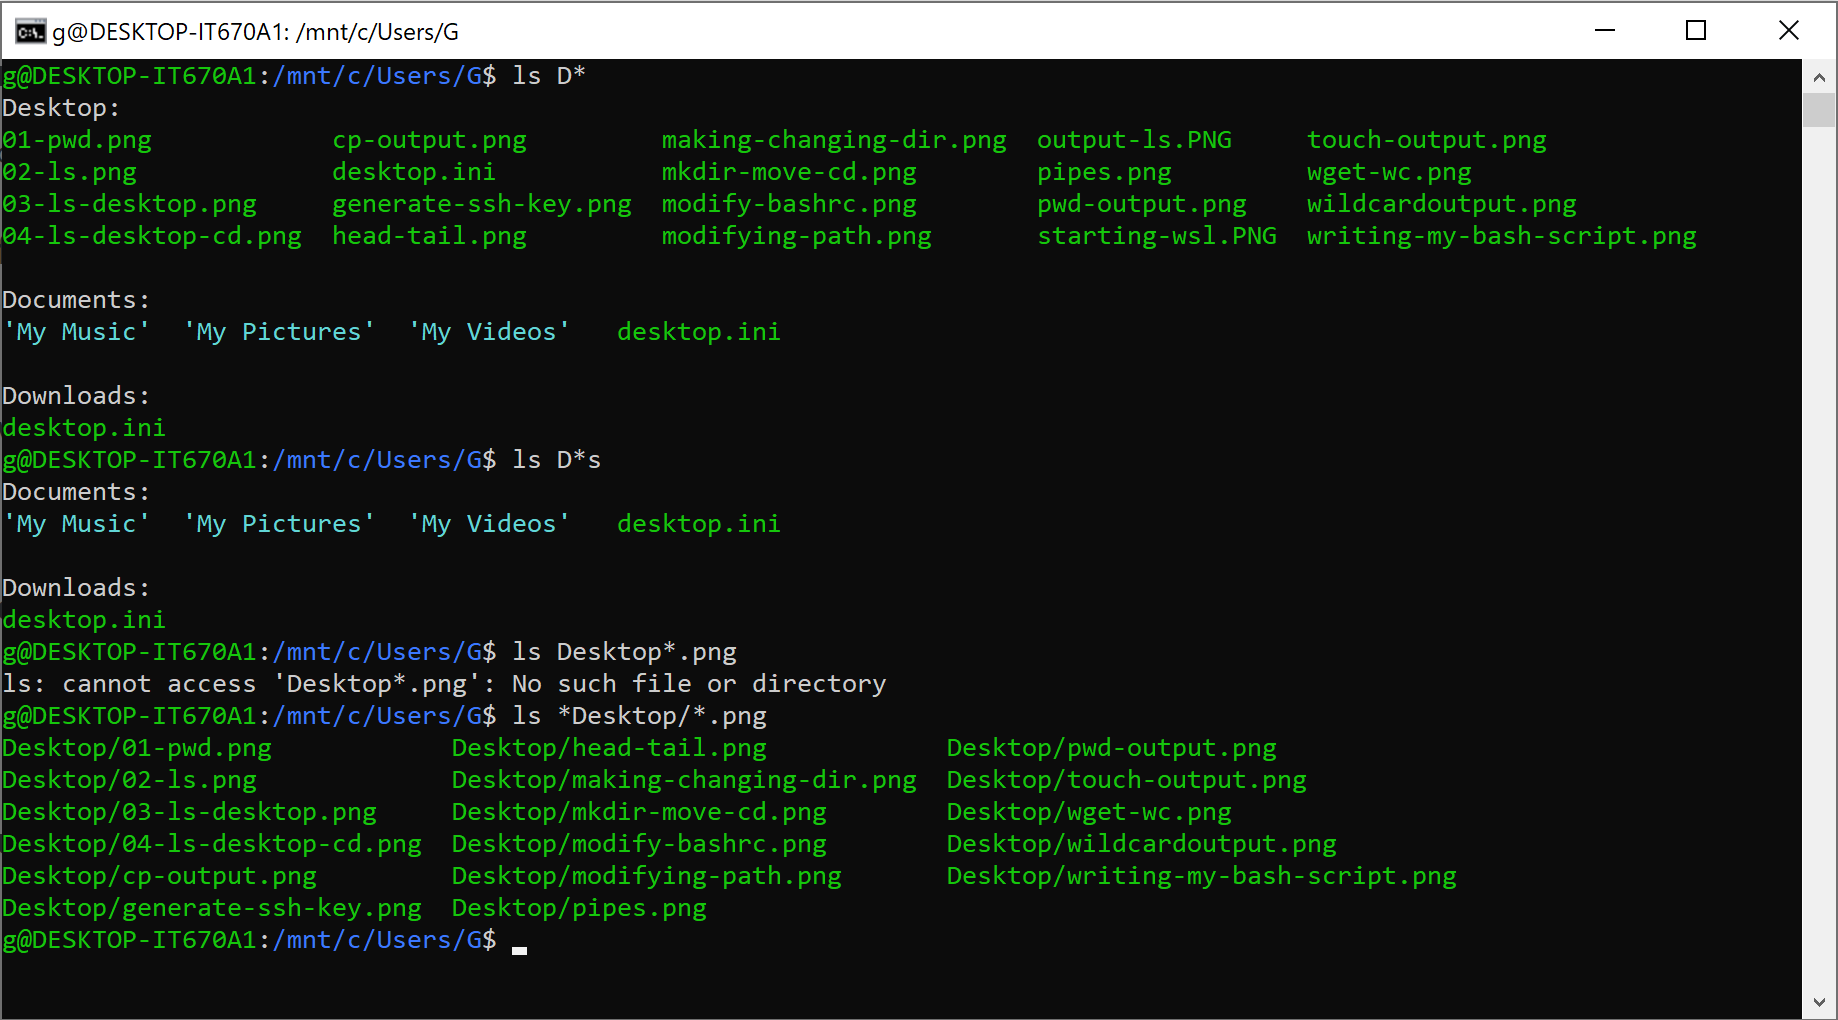 g@DESKTOP-IT670A1: /mnt/c/Users/G
g@DESKTOP-IT670A1:/mnt/c/Users/G$ ls D*
Desktop:
01-pwd.png            cp-output.png         making-changing-dir.png  output-ls.PNG     touch-output.png
02-ls.png             desktop.ini           mkdir-move-cd.png        pipes.png         wget-wc.png
03-ls-desktop.png     generate-ssh-key.png  modify-bashrc.png        pwd-output.png    wildcardoutput.png
04-ls-desktop-cd.png  head-tail.png         modifying-path.png       starting-wsl.PNG  writing-my-bash-script.png
Documents:
'My Music'  'My Pictures'  'My Videos'   desktop.ini
Downloads:
desktop.ini
g@DESKTOP-IT670A1:/mnt/c/Users/G$ ls D*s
Documents:
'My Music'  'My Pictures'  'My Videos'   desktop.ini
Downloads:
desktop.ini
g@DESKTOP-IT670A1:/mnt/c/Users/G$ ls Desktop*.png
ls: cannot access 'Desktop*.png': No such file or directory
g@DESKTOP-IT670A1:/mnt/c/Users/G$ ls *Desktop/*.png
Desktop/01-pwd.png            Desktop/head-tail.png            Desktop/pwd-output.png
Desktop/02-ls.png             Desktop/making-changing-dir.png  Desktop/touch-output.png
Desktop/03-ls-desktop.png     Desktop/mkdir-move-cd.png        Desktop/wget-wc.png
Desktop/04-ls-desktop-cd.png  Desktop/modify-bashrc.png        Desktop/wildcardoutput.png
Desktop/cp-output.png         Desktop/modifying-path.png       Desktop/writing-my-bash-script.png
Desktop/generate-ssh-key.png  Desktop/pipes.png
g@DESKTOP-IT670A1:/mnt/c/Users/G$